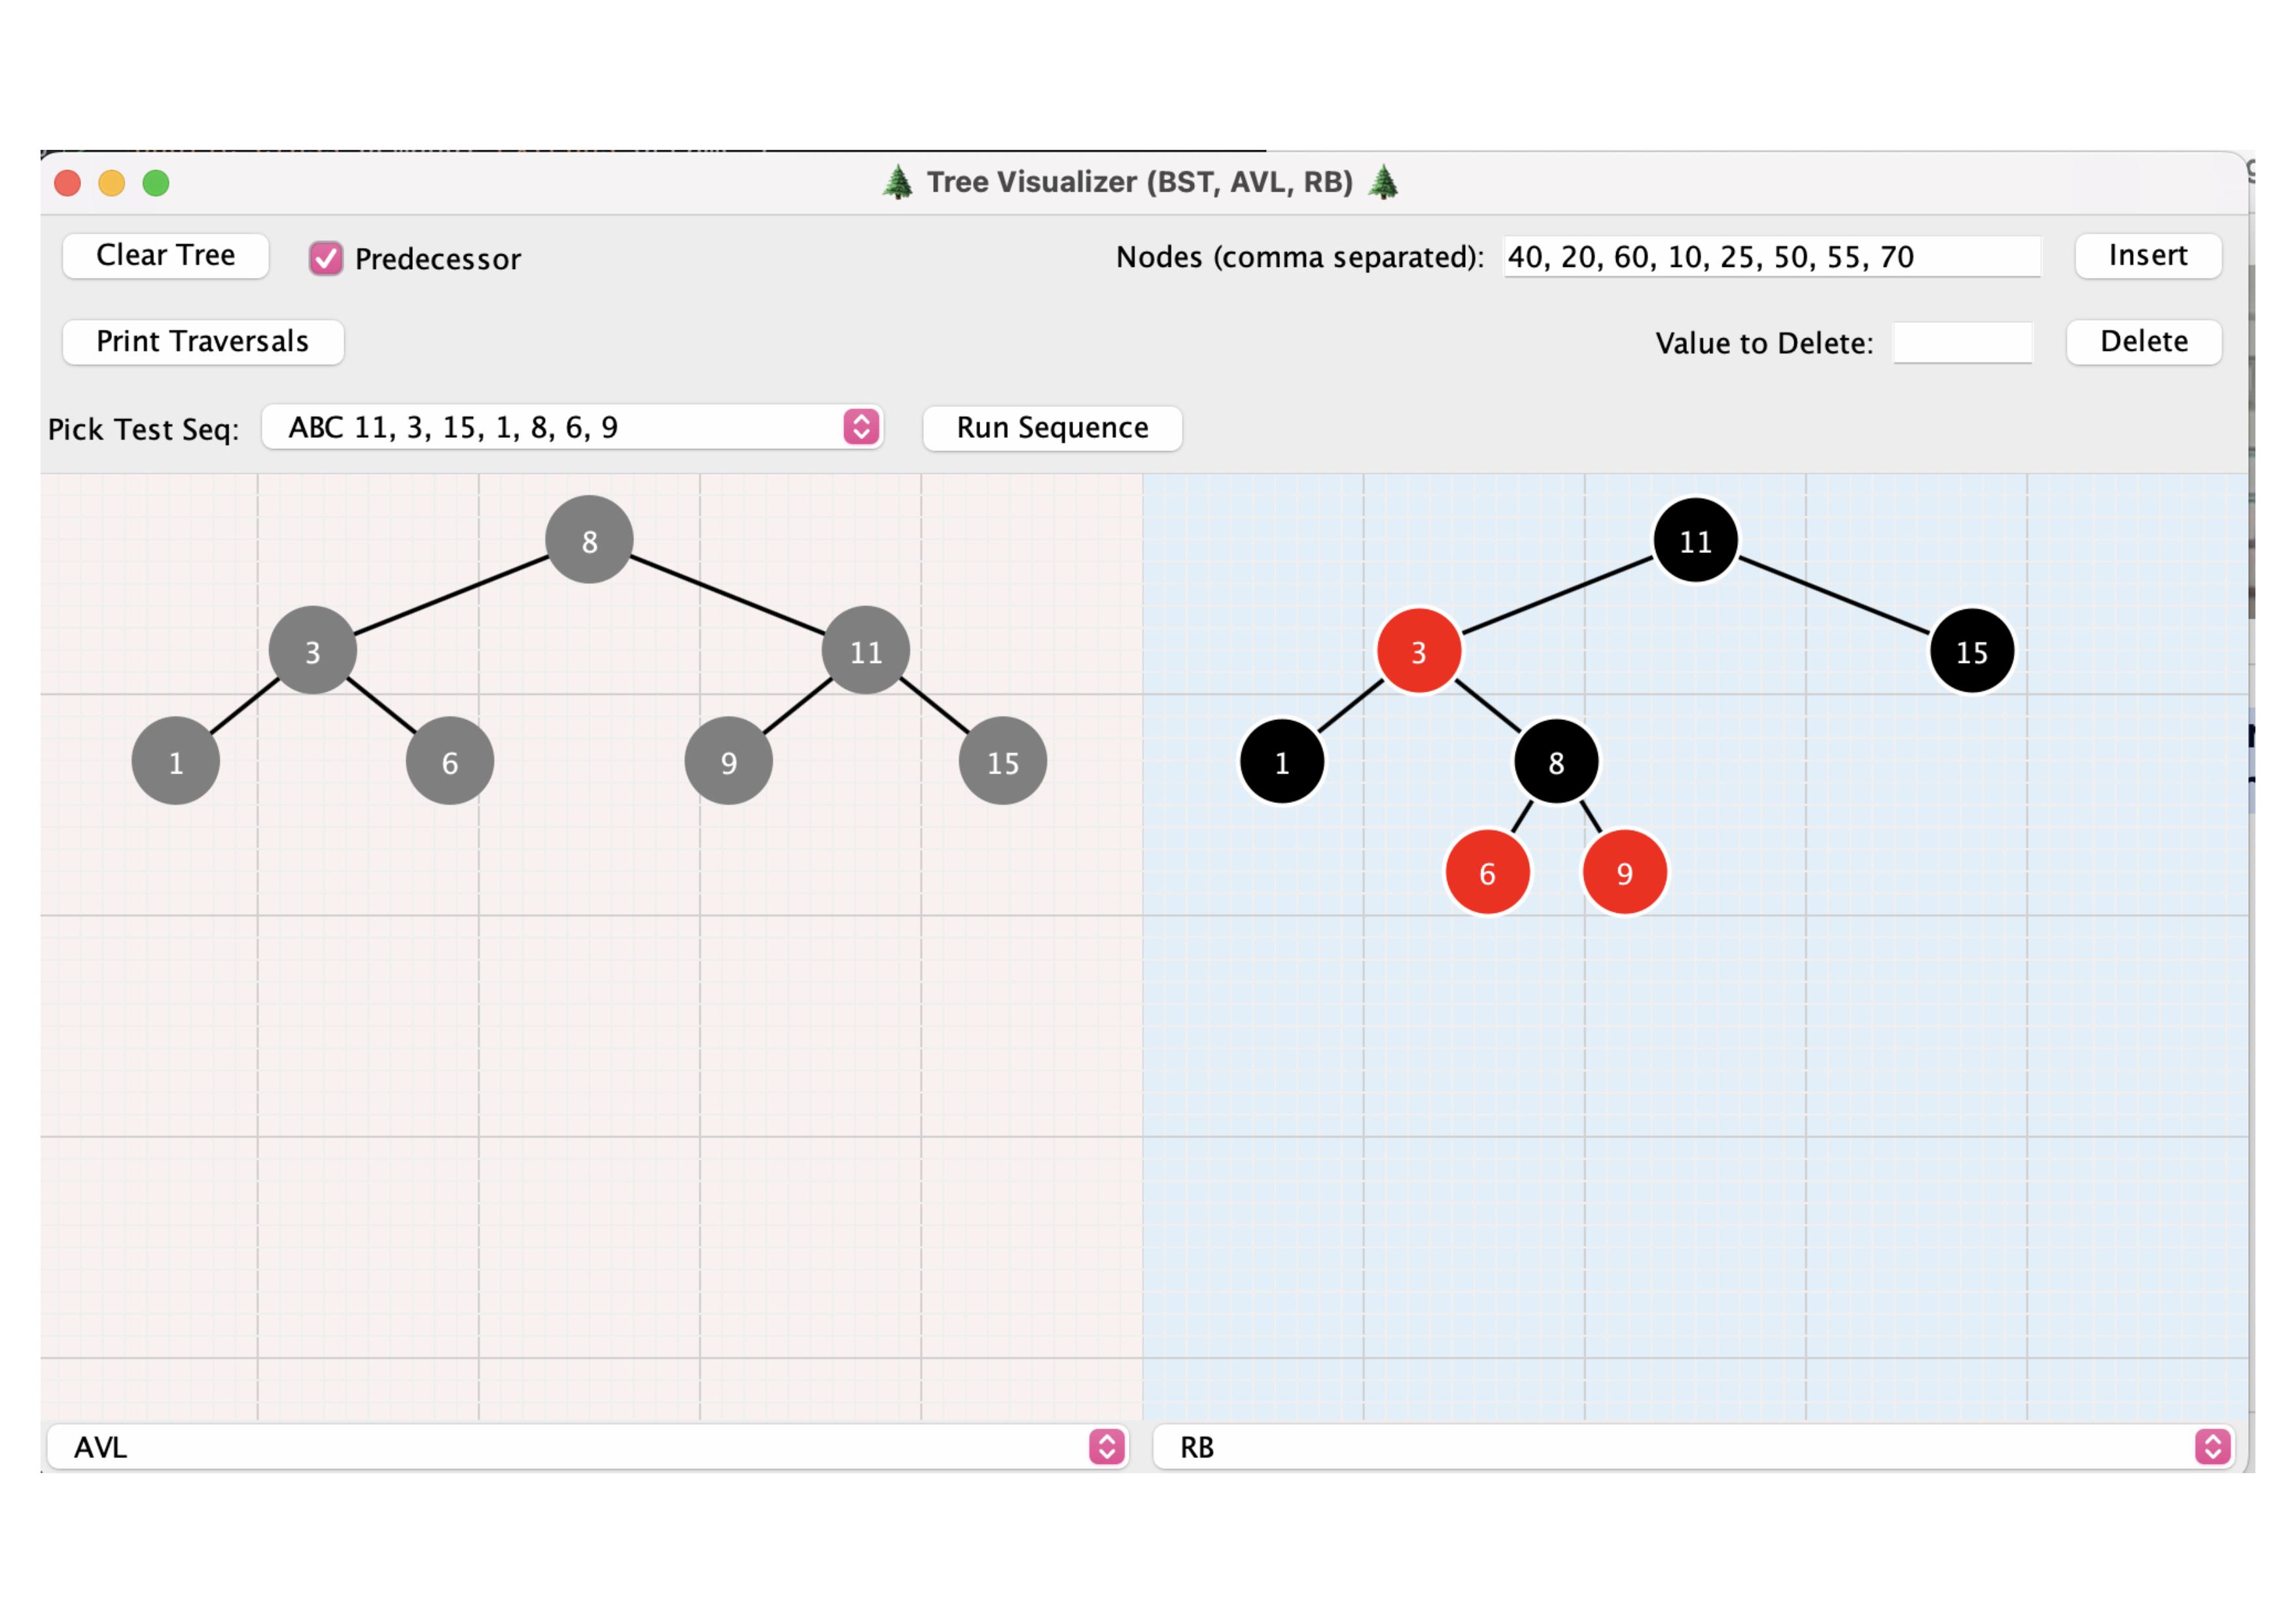 🌲 Tree Visualizer (BST, AVL, RB) 🌲
Clear Tree
Predecessor
Nodes (comma separated):
40, 20, 60, 10, 25, 50, 55, 70
Insert
Print Traversals
Value to Delete:
Delete
Pick Test Seq:
ABC 11, 3, 15, 1, 8, 6, 9
Run Sequence
8
3
11
1
6
9
15
11
3
15
1
8
6
9
AVL
RB